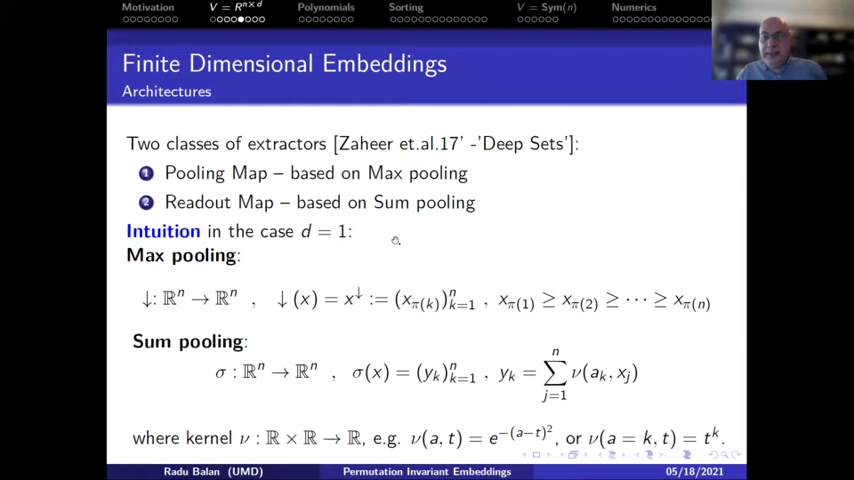 Motivation V = R^{n×d} Polynomials Sorting V = Sym(n) Numerics
Finite Dimensional Embeddings
Architectures
Two classes of extractors [Zaheer et.al.17' -'Deep Sets']:
1 Pooling Map – based on Max pooling
2 Readout Map – based on Sum pooling
Intuition in the case d = 1:
Max pooling:
↓: ℝ^n → ℝ^n , ↓(x) = x^↓ := (x_{π(k)})_{k=1}^n , x_{π(1)} ≥ x_{π(2)} ≥ ··· ≥ x_{π(n)}
Sum pooling:
σ : ℝ^n → ℝ^n , σ(x) = (y_k)_{k=1}^n , y_k = ∑_{j=1}^n ν(a_k, x_j)
where kernel ν : ℝ × ℝ → ℝ, e.g. ν(a, t) = e^{−(a−t)^2}, or ν(a = k, t) = t^k.
Radu Balan (UMD) Permutation Invariant Embeddings 05/18/2021